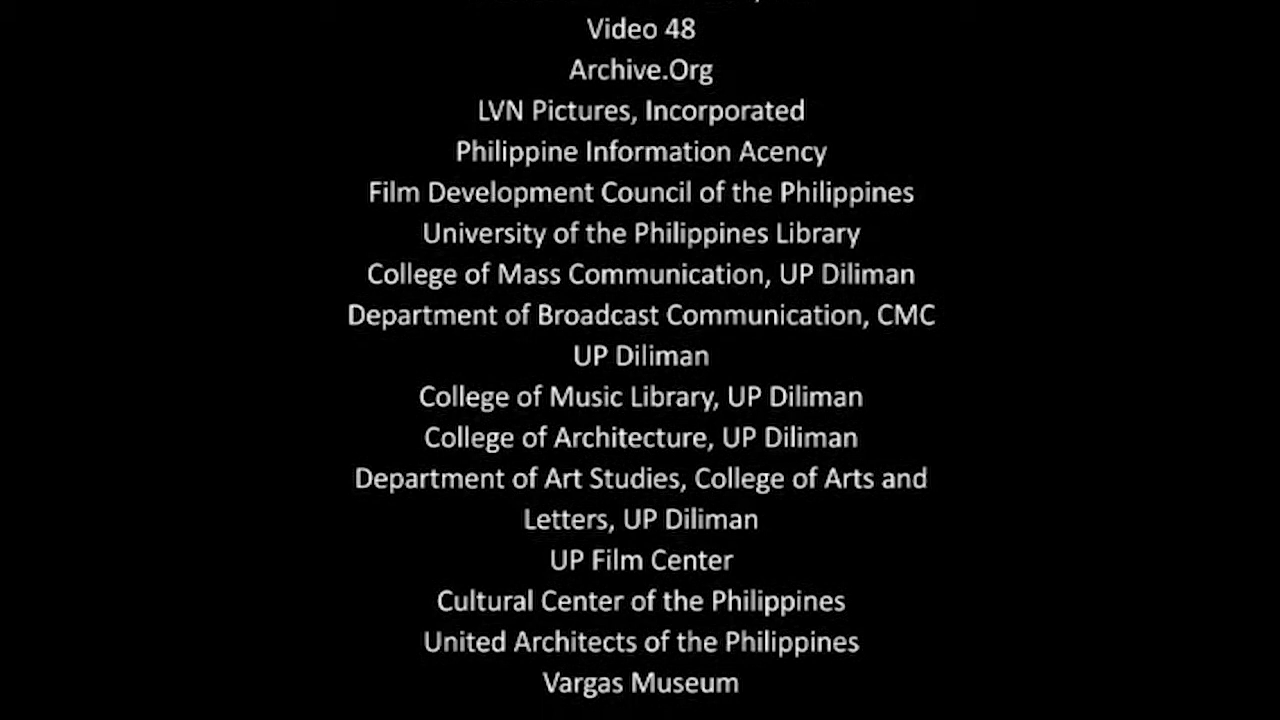 Video 48
Archive.Org
LVN Pictures, Incorporated
Philippine Information Acency
Film Development Council of the Philippines
University of the Philippines Library
College of Mass Communication, UP Diliman
Department of Broadcast Communication, CMC
UP Diliman
College of Music Library, UP Diliman
College of Architecture, UP Diliman
Department of Art Studies, College of Arts and
Letters, UP Diliman
UP Film Center
Cultural Center of the Philippines
United Architects of the Philippines
Vargas Museum